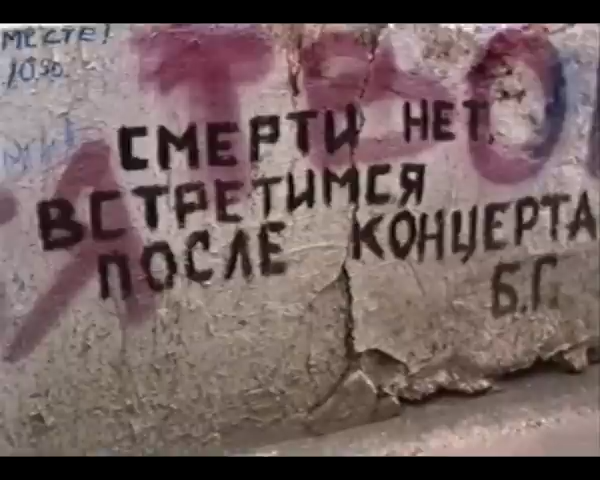 МЕСТЕ!
10.90.
СМЕРТИ НЕТ,
ВСТРЕТИМСЯ
ПОСЛЕ КОНЦЕРТА
Б.Г.